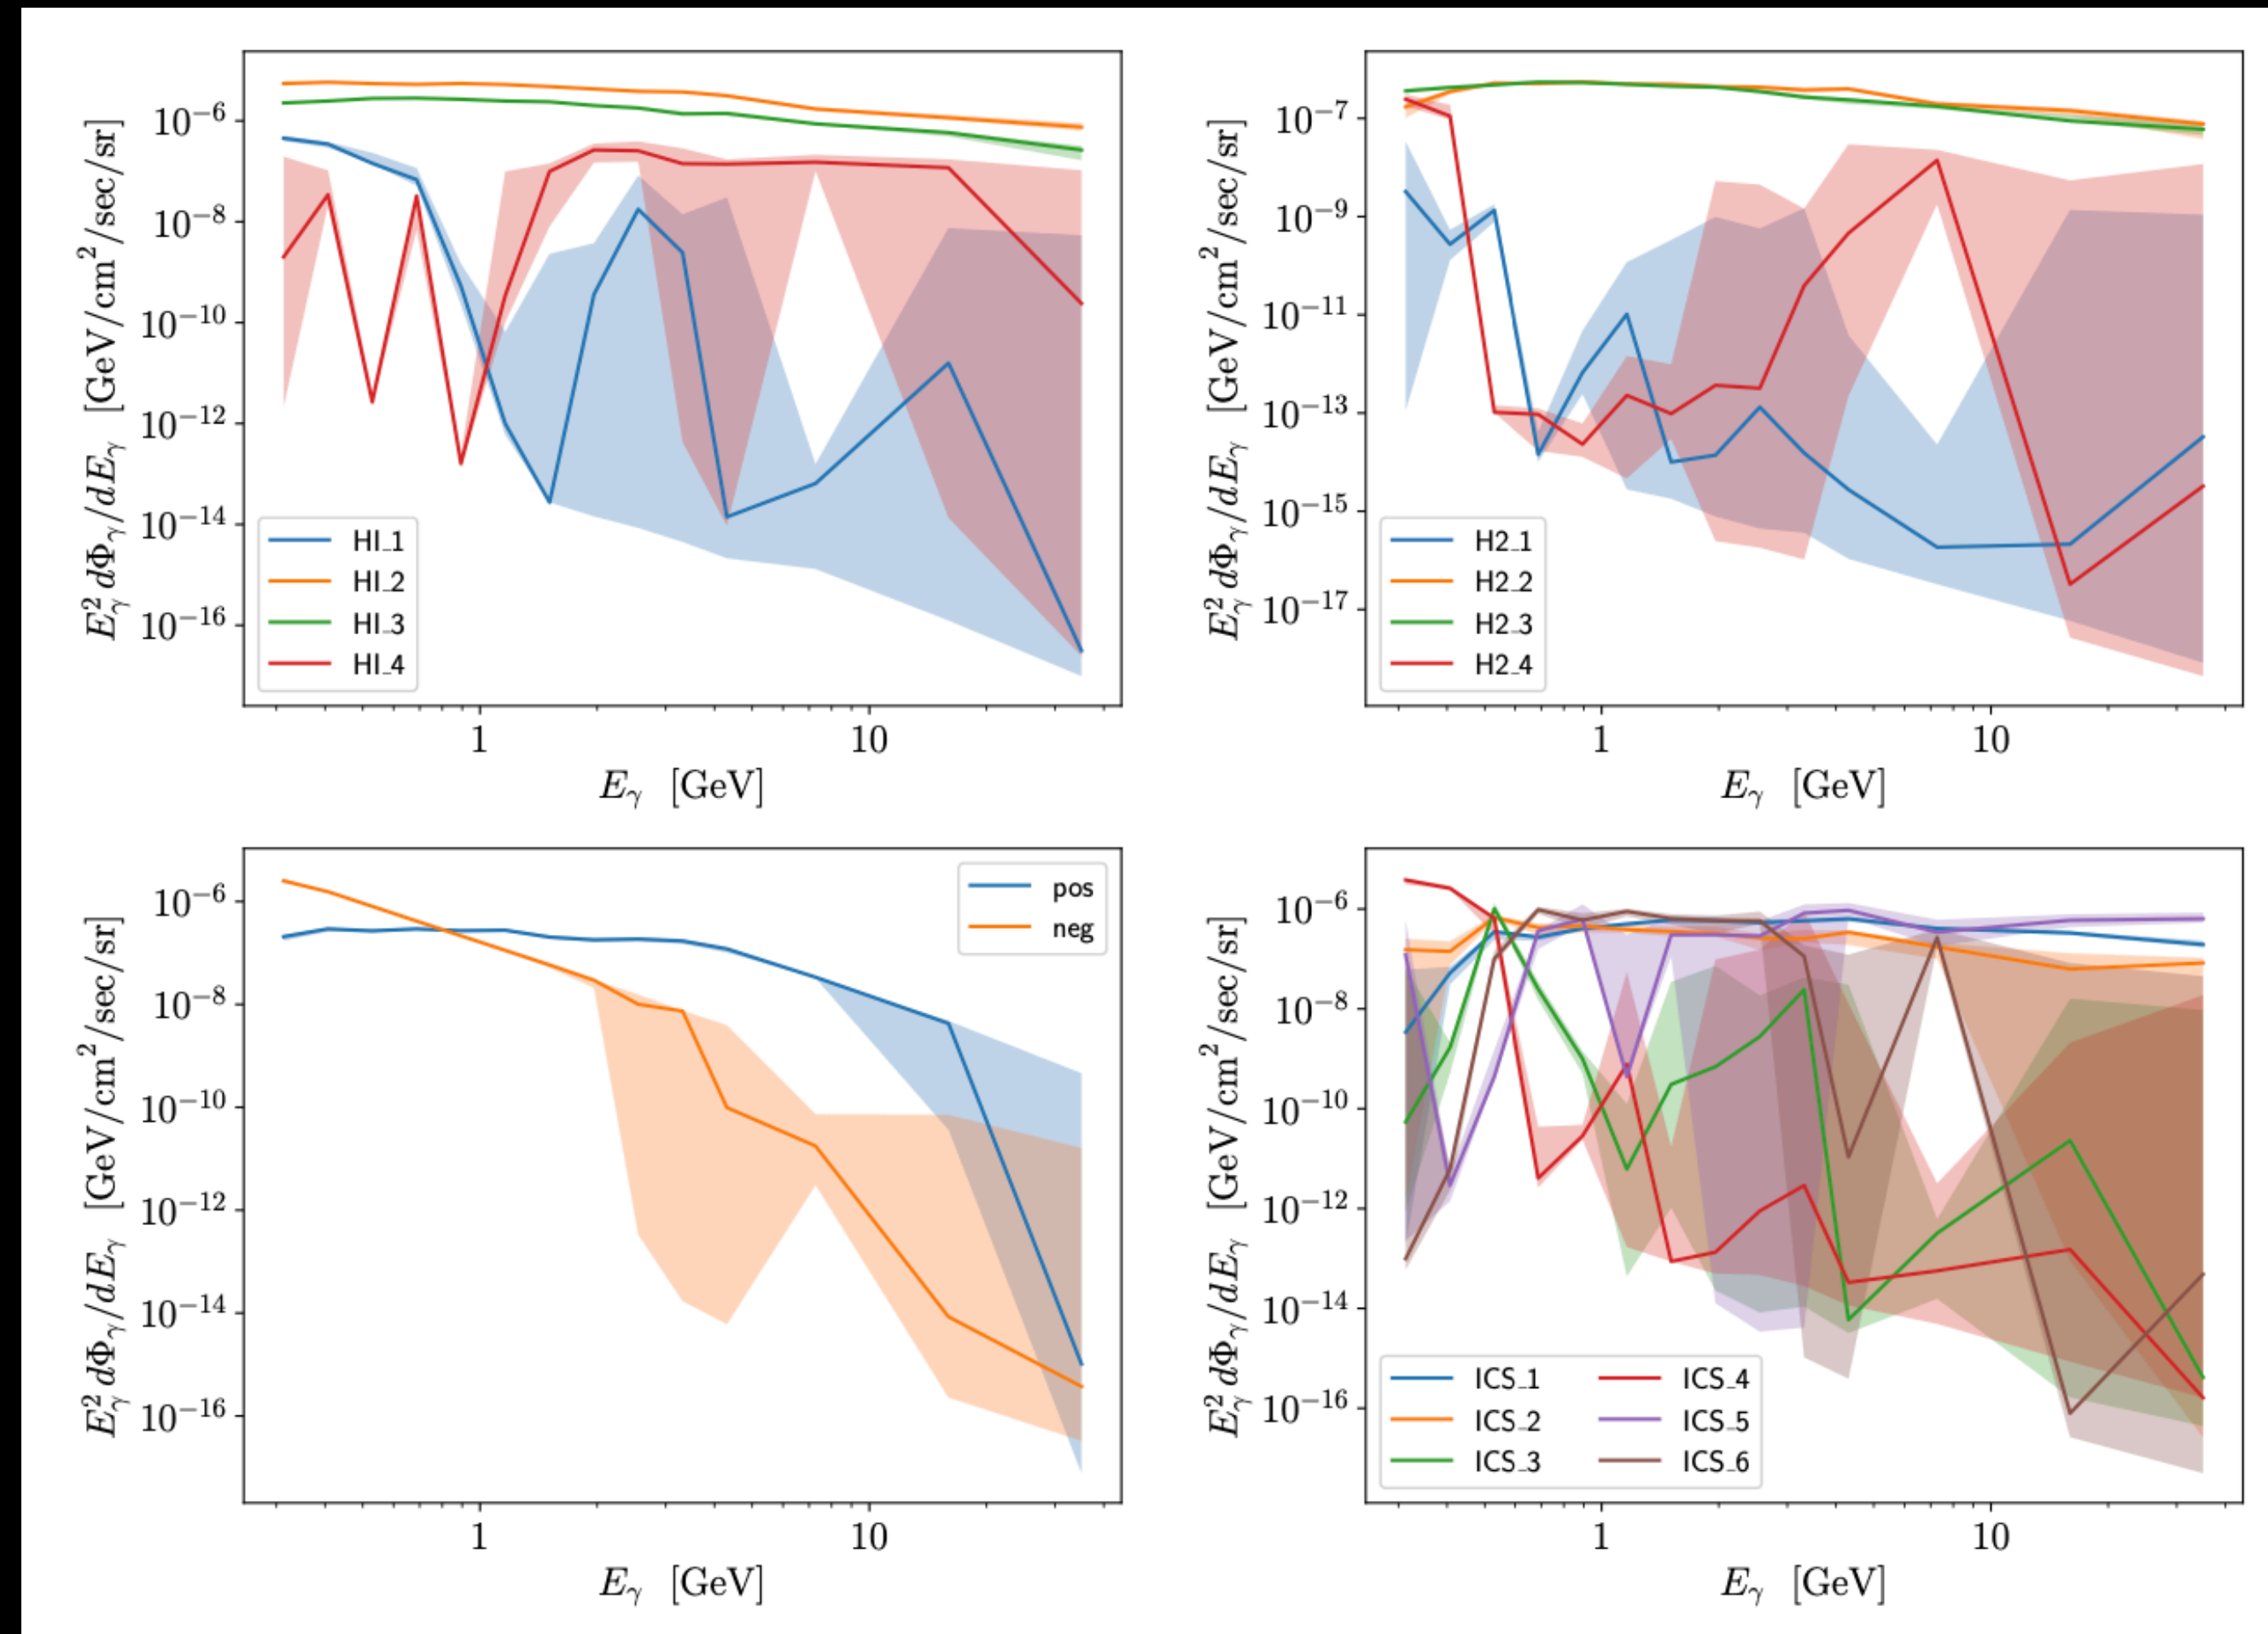 10^{-6}
10^{-8}
10^{-10}
10^{-12}
10^{-14}
10^{-16}
E_γ^2 dΦ_γ/dE_γ [GeV/cm^2/sec/sr]
HI_1
HI_2
HI_3
HI_4
1 10
E_γ [GeV]
10^{-7}
10^{-9}
10^{-11}
10^{-13}
10^{-15}
10^{-17}
E_γ^2 dΦ_γ/dE_γ [GeV/cm^2/sec/sr]
H2_1
H2_2
H2_3
H2_4
1 10
E_γ [GeV]
10^{-6}
10^{-8}
10^{-10}
10^{-12}
10^{-14}
10^{-16}
E_γ^2 dΦ_γ/dE_γ [GeV/cm^2/sec/sr]
pos
neg
1 10
E_γ [GeV]
10^{-6}
10^{-8}
10^{-10}
10^{-12}
10^{-14}
10^{-16}
E_γ^2 dΦ_γ/dE_γ [GeV/cm^2/sec/sr]
ICS_1 ICS_4
ICS_2 ICS_5
ICS_3 ICS_6
1 10
E_γ [GeV]